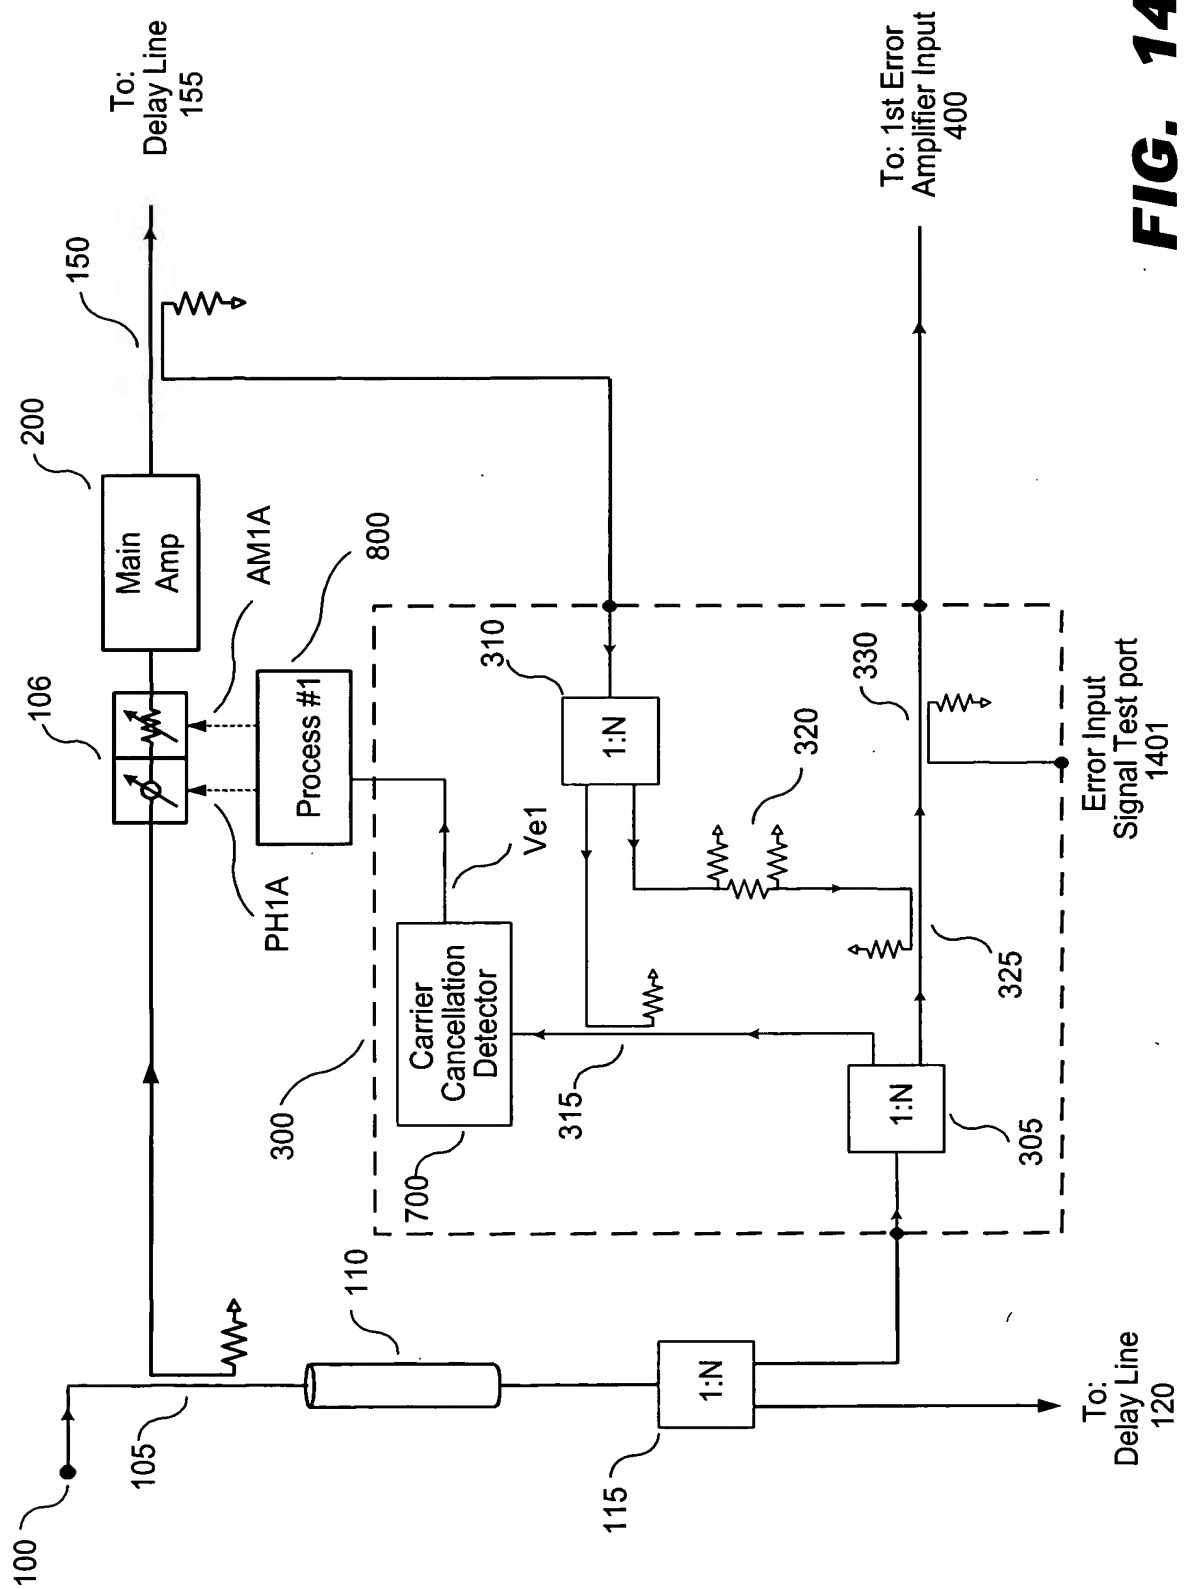 100
105
110
115
To:
Delay Line
120
106
PH1A
AM1A
Process #1
800
Main
Amp
200
150
To:
Delay Line
155
300
700
Carrier
Cancellation
Detector
Ve1
315
1:N
310
320
1:N
1:N
305
325
330
Error Input
Signal Test port
1401
To: 1st Error
Amplifier Input
400
FIG. 14